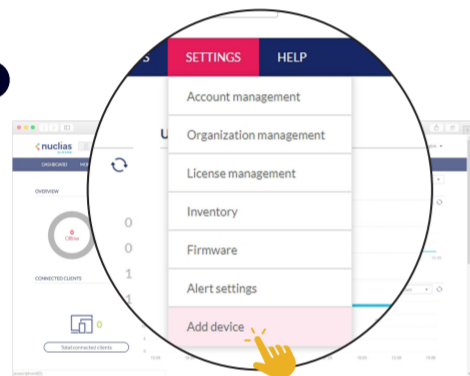 SETTINGS
HELP
Account management
Organization management
License management
Inventory
Firmware
Alert settings
Add device
nuclias
DASHBOARD
OVERVIEW
0
Offline
CONNECTED CLIENTS
0
Total connected clients
U
0
0
1
1